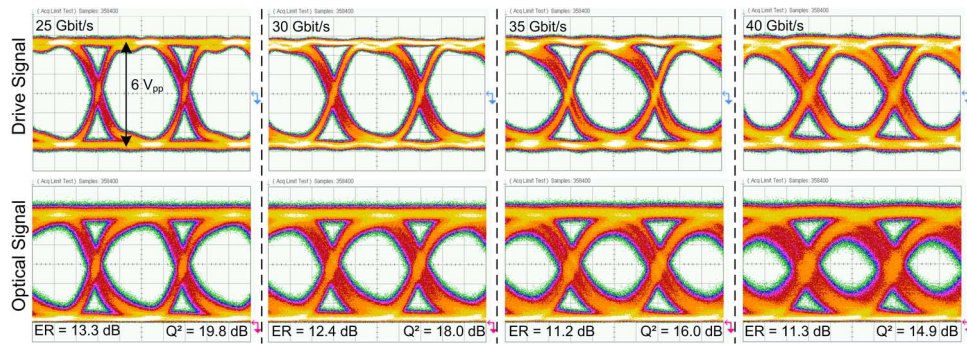 ( Acq Limit Test ) Samples: 358400
( Acq Limit Test ) Samples: 358400
( Acq Limit Test ) Samples: 358400
( Acq Limit Test ) Samples: 358400
25 Gbit/s
30 Gbit/s
35 Gbit/s
40 Gbit/s
Drive Signal
6 Vpp
( Acq Limit Test ) Samples: 358400
( Acq Limit Test ) Samples: 358400
( Acq Limit Test ) Samples: 358400
( Acq Limit Test ) Samples: 358400
Optical Signal
ER = 13.3 dB
Q² = 19.8 dB
ER = 12.4 dB
Q² = 18.0 dB
ER = 11.2 dB
Q² = 16.0 dB
ER = 11.3 dB
Q² = 14.9 dB